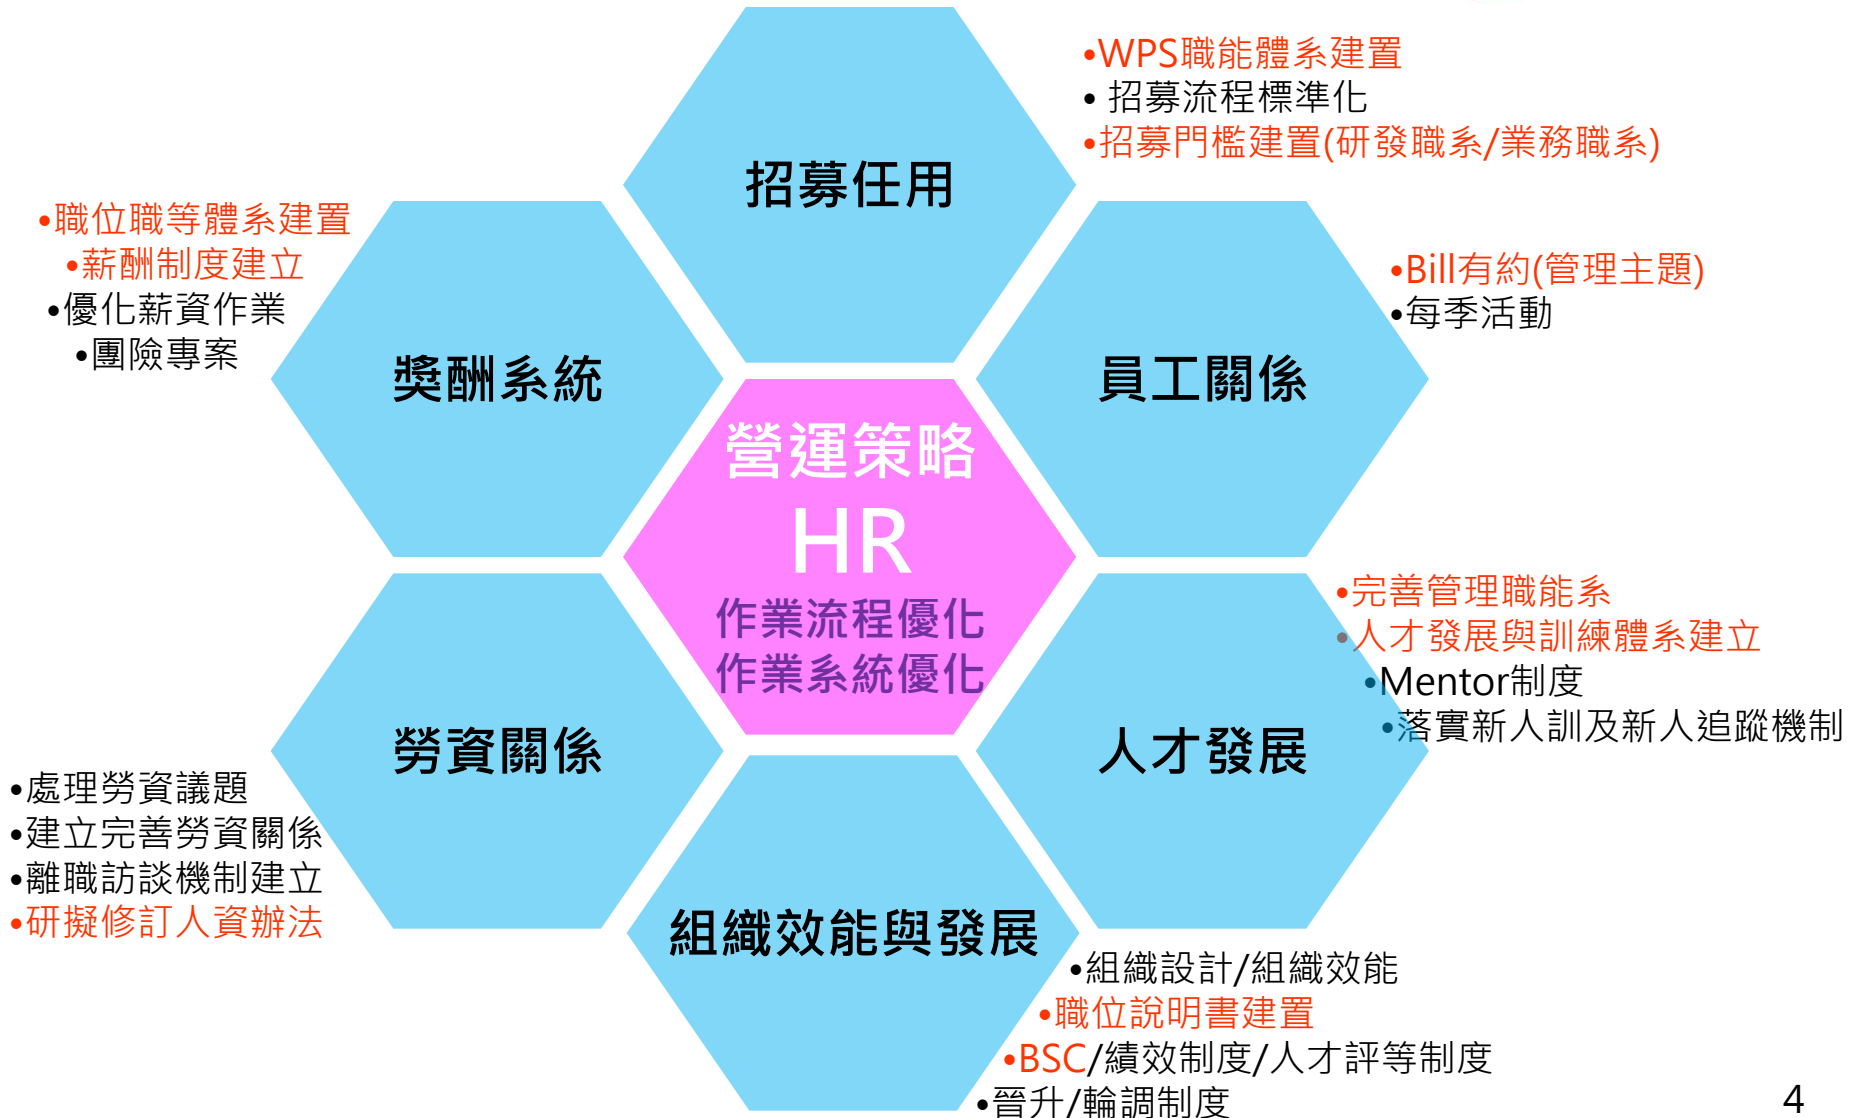 •WPS職能體系建置
• 招募流程標準化
•招募門檻建置(研發職系/業務職系)
招募任用
•職位職等體系建置
•薪酬制度建立
•優化薪資作業
•團險專案
獎酬系統
•Bill有約(管理主題)
•每季活動
員工關係
營運策略
HR
作業流程優化
作業系統優化
•完善管理職能系
•人才發展與訓練體系建立
•Mentor制度
•落實新人訓及新人追蹤機制
人才發展
勞資關係
•處理勞資議題
•建立完善勞資關係
•離職訪談機制建立
•研擬修訂人資辦法
組織效能與發展
•組織設計/組織效能
•職位說明書建置
•BSC/績效制度/人才評等制度
•晉升/輪調制度
4